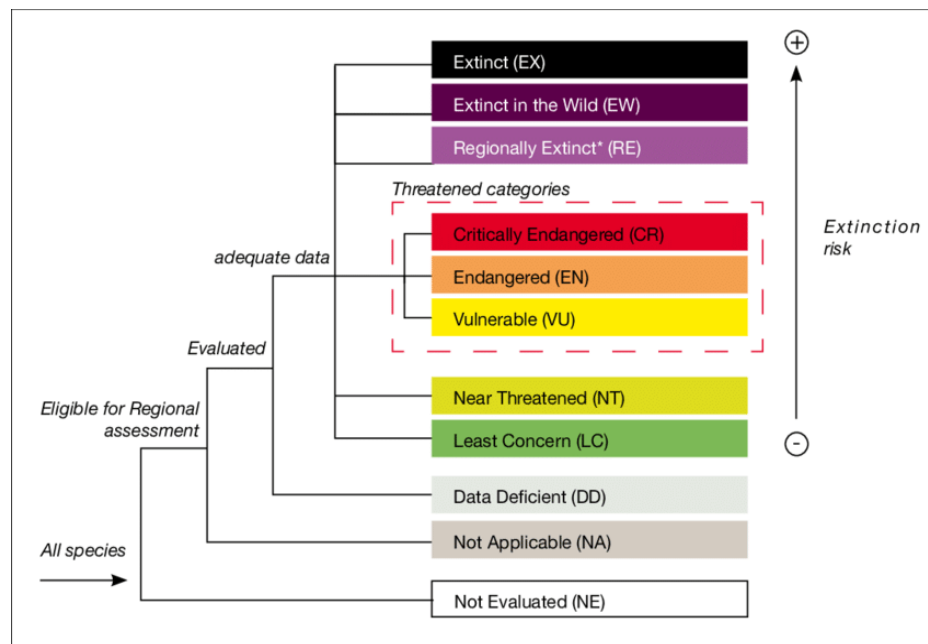 Extinct (EX)
Extinct in the Wild (EW)
Regionally Extinct* (RE)
Threatened categories
Critically Endangered (CR)
Endangered (EN)
Vulnerable (VU)
Near Threatened (NT)
Least Concern (LC)
Data Deficient (DD)
Not Applicable (NA)
Not Evaluated (NE)
adequate data
Evaluated
Eligible for Regional
assessment
All species
+
Extinction
risk
-